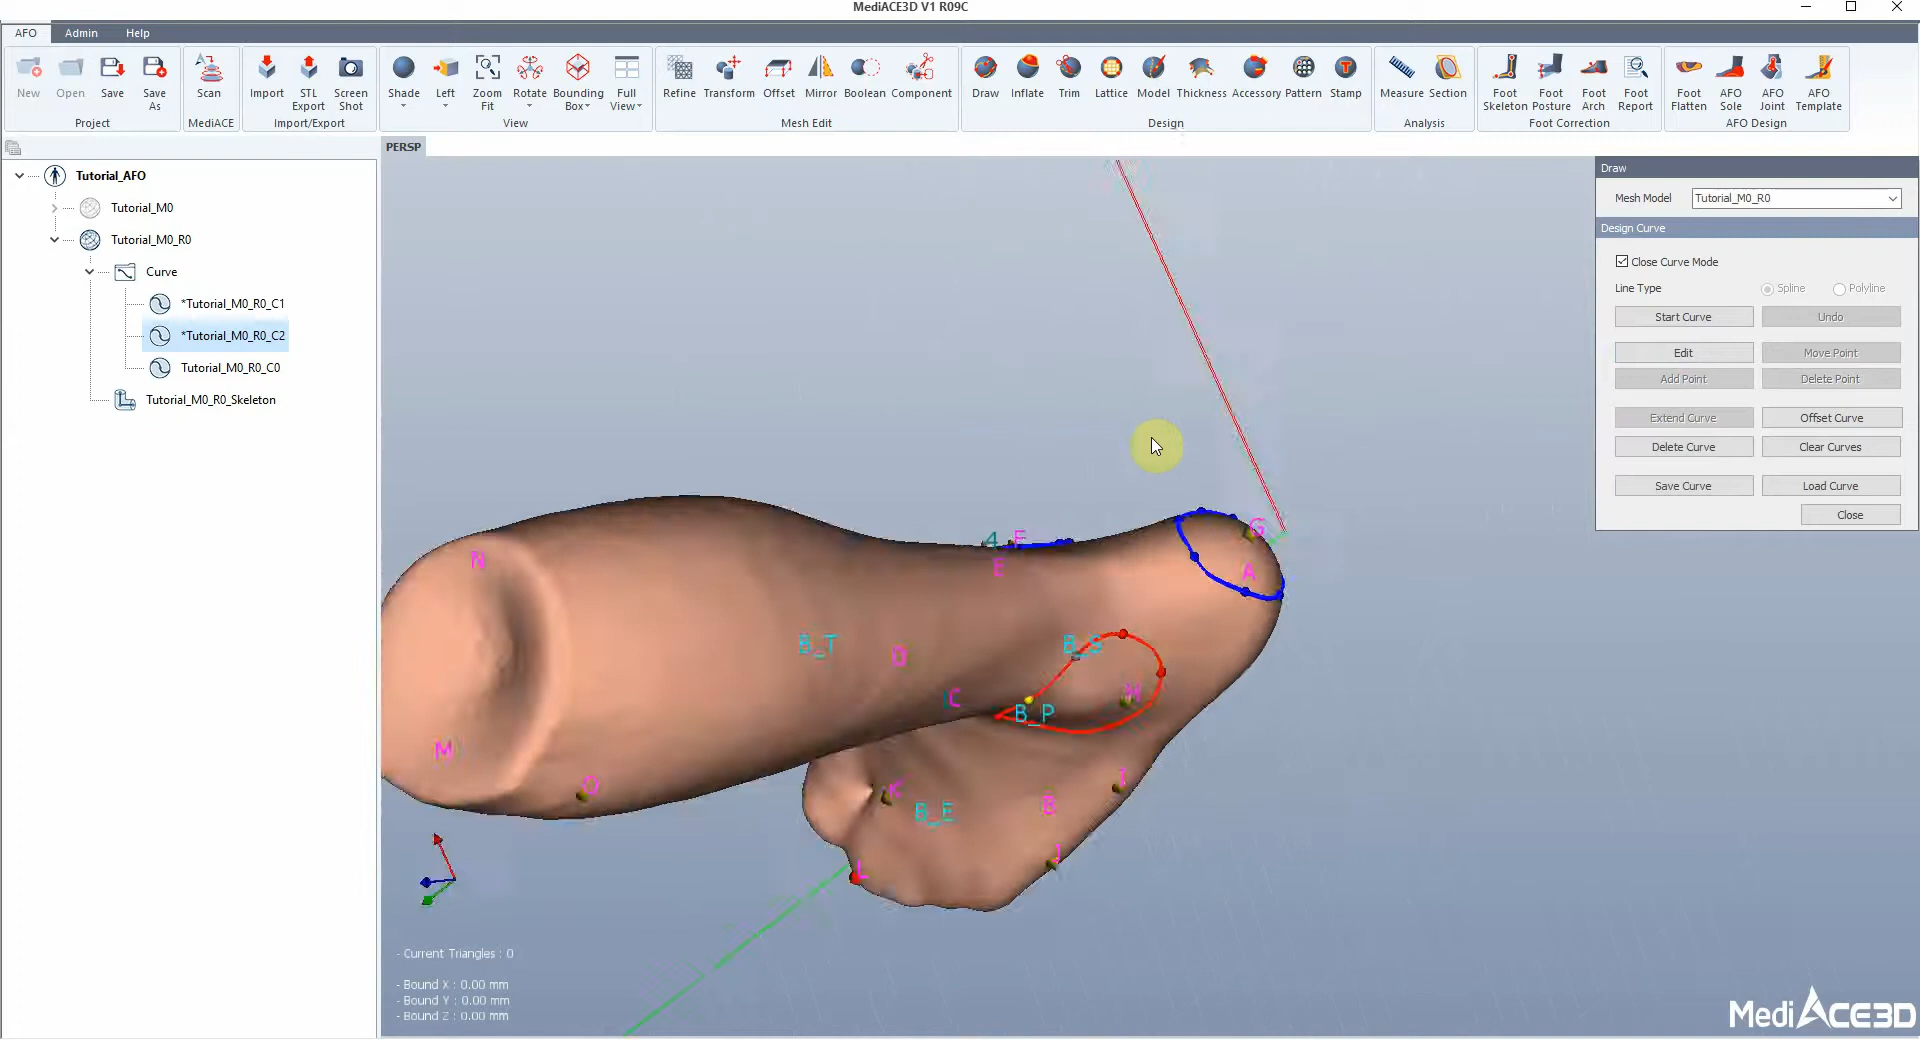 MediACE3D V1 R09C
AFO Admin Help
New Open Save Save As
Project
Scan
MediACE
Import STL Export Screen Shot
Import/Export
Shade Left Zoom Fit Rotate Bounding Box Full View
View
Refine Transform Offset Mirror Boolean Component
Mesh Edit
Draw Inflate Trim Lattice Model Thickness Accessory Pattern Stamp
Design
Measure Section
Analysis
Foot Skeleton Foot Posture Foot Arch Foot Report
Foot Correction
Foot Flatten AFO Sole AFO Joint AFO Template
AFO Design
PERSP
Tutorial_AFO
Tutorial_M0
Tutorial_M0_R0
Curve
*Tutorial_M0_R0_C1
*Tutorial_M0_R0_C2
Tutorial_M0_R0_C0
Tutorial_M0_R0_Skeleton
Draw
Mesh Model Tutorial_M0_R0
Design Curve
Close Curve Mode
Line Type Spline Polyline
Start Curve Undo
Edit Move Point
Add Point Delete Point
Extend Curve Offset Curve
Delete Curve Clear Curves
Save Curve Load Curve
Close
G
4 F
N E A
B_T D B_S
C B_P
M
K B
B_E
L
- Current Triangles : 0
- Bound X : 0.00 mm
- Bound Y : 0.00 mm
- Bound Z : 0.00 mm
MediACE3D